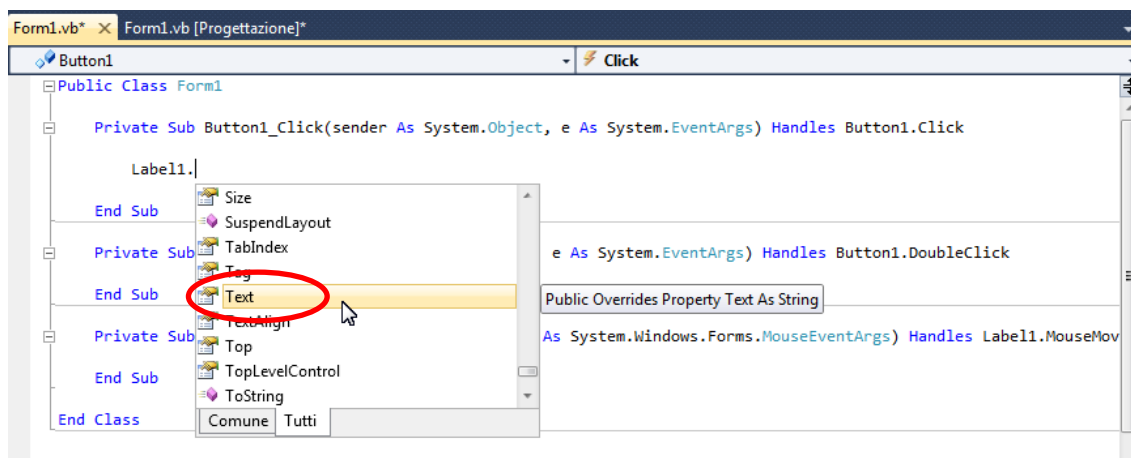 Form1.vb* Form1.vb [Progettazione]*
Button1 Click
Public Class Form1
Private Sub Button1_Click(sender As System.Object, e As System.EventArgs) Handles Button1.Click
Label1.
Size
End Sub
SuspendLayout
TabIndex
Private Sub e As System.EventArgs) Handles Button1.DoubleClick
Tag
End Sub
Text
Public Overrides Property Text As String
TextAlign
Private Sub As System.Windows.Forms.MouseEventArgs) Handles Label1.MouseMov
Top
TopLevelControl
End Sub
ToString
End Class
Comune Tutti